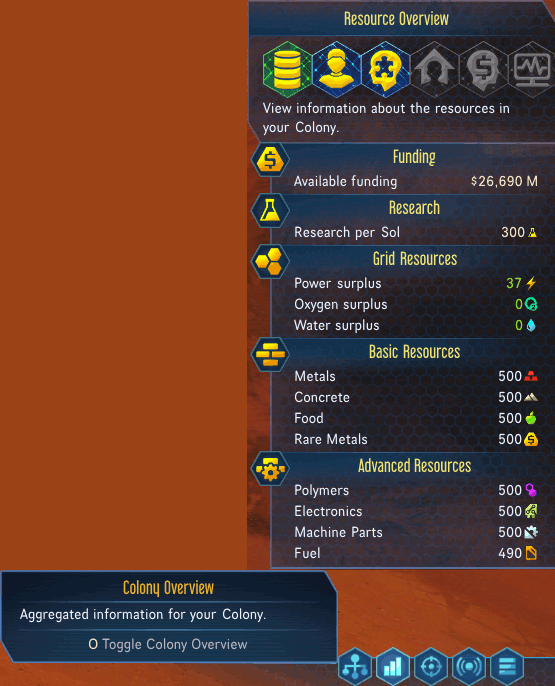 Resource Overview
View information about the resources in
your Colony.
Funding
Available funding $26,690 M
Research
Research per Sol 300
Grid Resources
Power surplus 37
Oxygen surplus 0
Water surplus 0
Basic Resources
Metals 500
Concrete 500
Food 500
Rare Metals 500
Advanced Resources
Polymers 500
Electronics 500
Machine Parts 500
Fuel 490
Colony Overview
Aggregated information for your Colony.
O Toggle Colony Overview